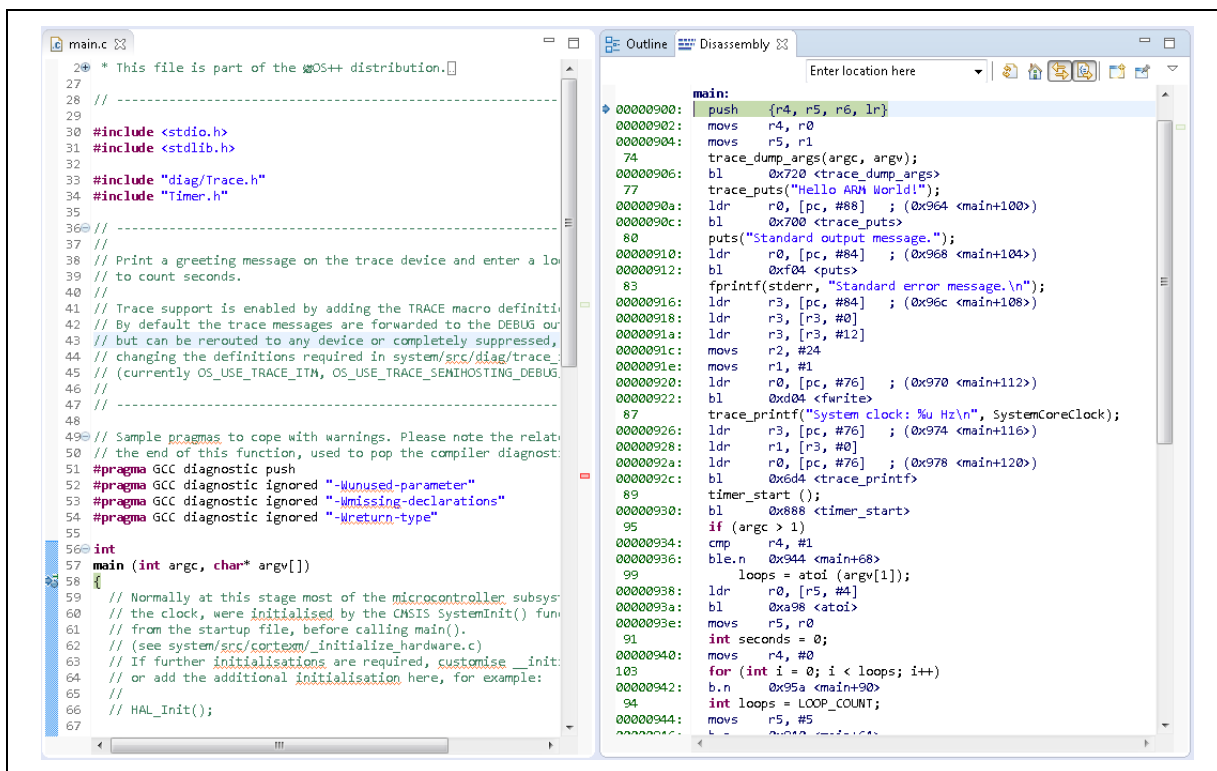 main.c
2 * This file is part of the µOS++ distribution.
27
28 // ----------------------------------------------------------------
29
30 #include <stdio.h>
31 #include <stdlib.h>
32
33 #include "diag/Trace.h"
34 #include "Timer.h"
35
36 // ----------------------------------------------------------------
37 //
38 // Print a greeting message on the trace device and enter a lo
39 // to count seconds.
40 //
41 // Trace support is enabled by adding the TRACE macro definiti
42 // By default the trace messages are forwarded to the DEBUG ou
43 // but can be rerouted to any device or completely suppressed,
44 // changing the definitions required in system/src/diag/trace_
45 // (currently OS_USE_TRACE_ITM, OS_USE_TRACE_SEMIHOSTING_DEBUG
46 //
47 // ----------------------------------------------------------------
48
49 // Sample pragmas to cope with warnings. Please note the relat
50 // the end of this function, used to pop the compiler diagnost
51 #pragma GCC diagnostic push
52 #pragma GCC diagnostic ignored "-Wunused-parameter"
53 #pragma GCC diagnostic ignored "-Wmissing-declarations"
54 #pragma GCC diagnostic ignored "-Wreturn-type"
55
56 int
57 main (int argc, char* argv[])
58 {
59 // Normally at this stage most of the microcontroller subsys
60 // the clock, were initialised by the CMSIS SystemInit() fun
61 // from the startup file, before calling main().
62 // (see system/src/cortexm/_initialize_hardware.c)
63 // If further initialisations are required, customise __init
64 // or add the additional initialisation here, for example:
65 //
66 // HAL_Init();
67
Outline Disassembly
Enter location here
main:
00000900: push {r4, r5, r6, lr}
00000902: movs r4, r0
00000904: movs r5, r1
74 trace_dump_args(argc, argv);
00000906: bl 0x720 <trace_dump_args>
77 trace_puts("Hello ARM World!");
0000090a: ldr r0, [pc, #88] ; (0x964 <main+100>)
0000090c: bl 0x700 <trace_puts>
80 puts("Standard output message.");
00000910: ldr r0, [pc, #84] ; (0x968 <main+104>)
00000912: bl 0xf04 <puts>
83 fprintf(stderr, "Standard error message.\n");
00000916: ldr r3, [pc, #84] ; (0x96c <main+108>)
00000918: ldr r3, [r3, #0]
0000091a: ldr r3, [r3, #12]
0000091c: movs r2, #24
0000091e: movs r1, #1
00000920: ldr r0, [pc, #76] ; (0x970 <main+112>)
00000922: bl 0xd04 <fwrite>
87 trace_printf("System clock: %u Hz\n", SystemCoreClock);
00000926: ldr r3, [pc, #76] ; (0x974 <main+116>)
00000928: ldr r1, [r3, #0]
0000092a: ldr r0, [pc, #76] ; (0x978 <main+120>)
0000092c: bl 0x6d4 <trace_printf>
89 timer_start ();
00000930: bl 0x888 <timer_start>
95 if (argc > 1)
00000934: cmp r4, #1
00000936: ble.n 0x944 <main+68>
99 loops = atoi (argv[1]);
00000938: ldr r0, [r5, #4]
0000093a: bl 0xa98 <atoi>
0000093e: movs r5, r0
91 int seconds = 0;
00000940: movs r4, #0
103 for (int i = 0; i < loops; i++)
00000942: b.n 0x95a <main+90>
94 int loops = LOOP_COUNT;
00000944: movs r5, #5